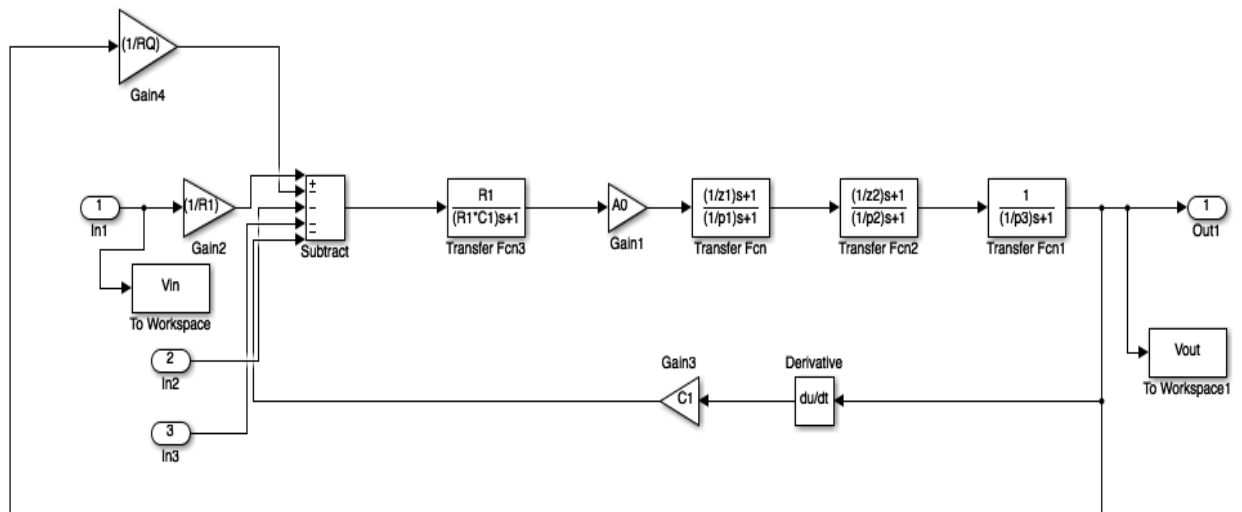 (1/RQ)
Gain4
1
In1
(1/R1)
Gain2
+
−
−
−
−
Subtract
R1
(R1*C1)s+1
Transfer Fcn3
A0
Gain1
(1/z1)s+1
(1/p1)s+1
Transfer Fcn
(1/z2)s+1
(1/p2)s+1
Transfer Fcn2
1
(1/p3)s+1
Transfer Fcn1
1
Out1
Vin
To Workspace
2
In2
3
In3
Gain3
C1
Derivative
du/dt
Vout
To Workspace1